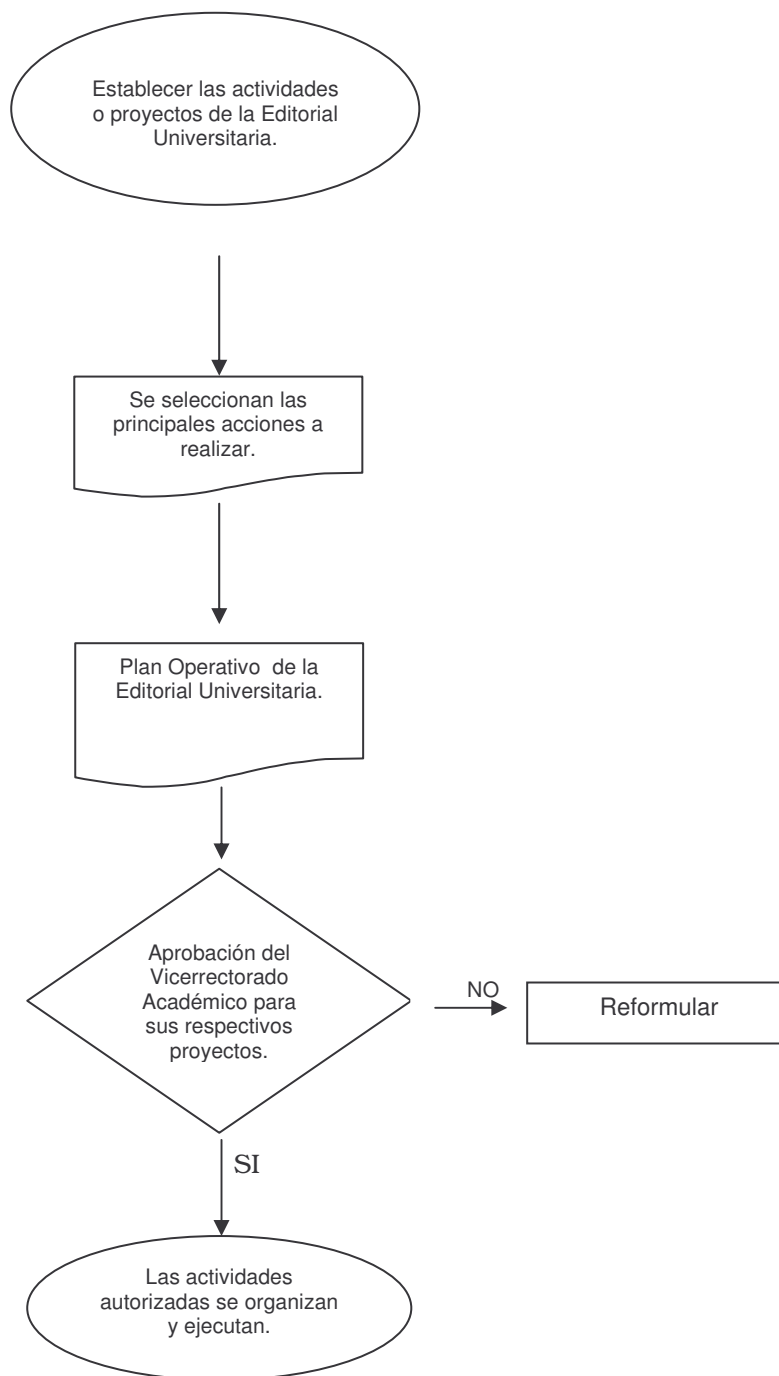 Establecer las actividades
o proyectos de la Editorial
Universitaria.
Se seleccionan las
principales acciones a
realizar.
Plan Operativo de la
Editorial Universitaria.
Aprobación del
Vicerrectorado
Académico para
sus respectivos
proyectos.
NO
Reformular
SI
Las actividades
autorizadas se organizan
y ejecutan.